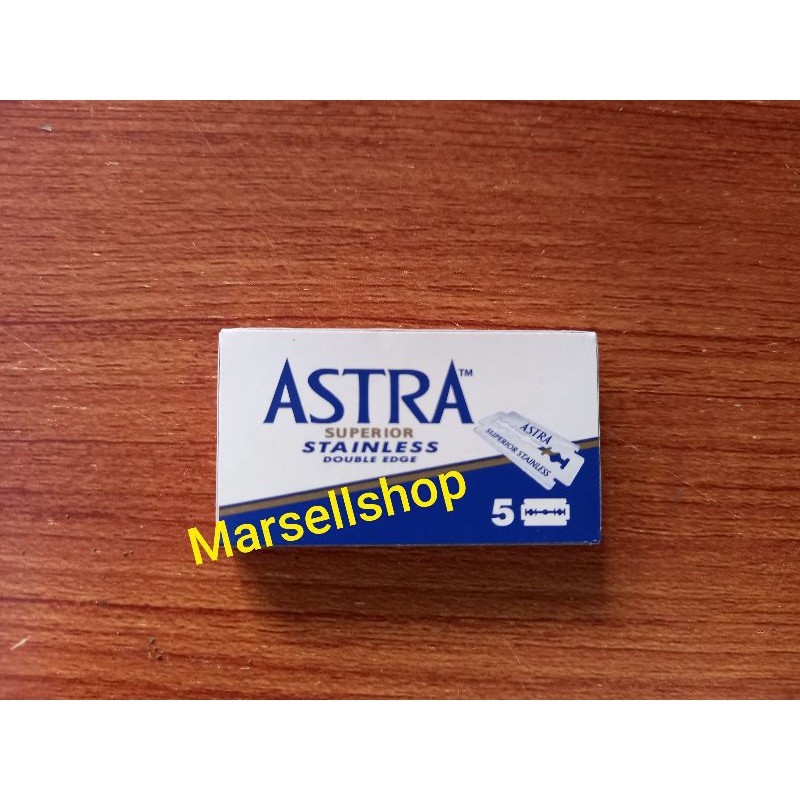 ASTRA™
SUPERIOR
STAINLESS
DOUBLE EDGE
ASTRA
SUPERIOR STAINLESS
5
Marsellshop